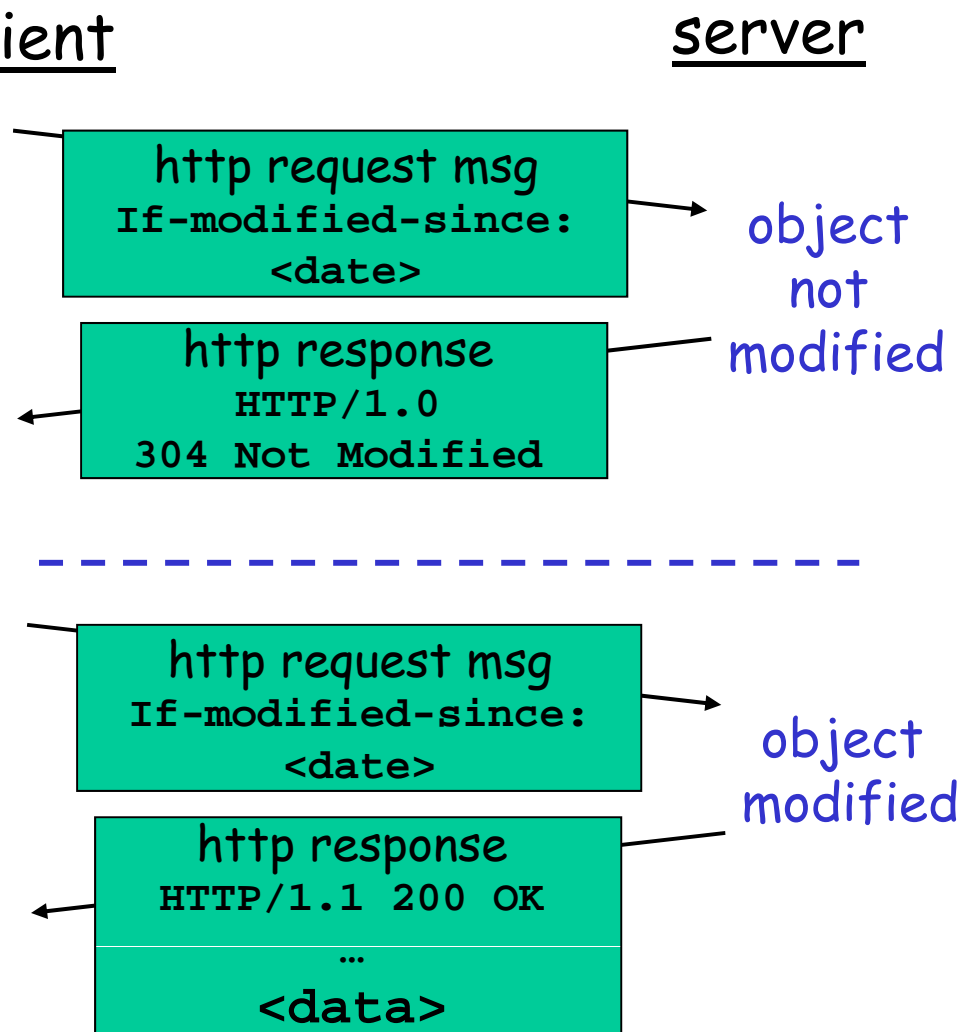 ient
server
http request msg
If-modified-since:
<date>
object
not
modified
http response
HTTP/1.0
304 Not Modified
http request msg
If-modified-since:
<date>
object
modified
http response
HTTP/1.1 200 OK
…
<data>